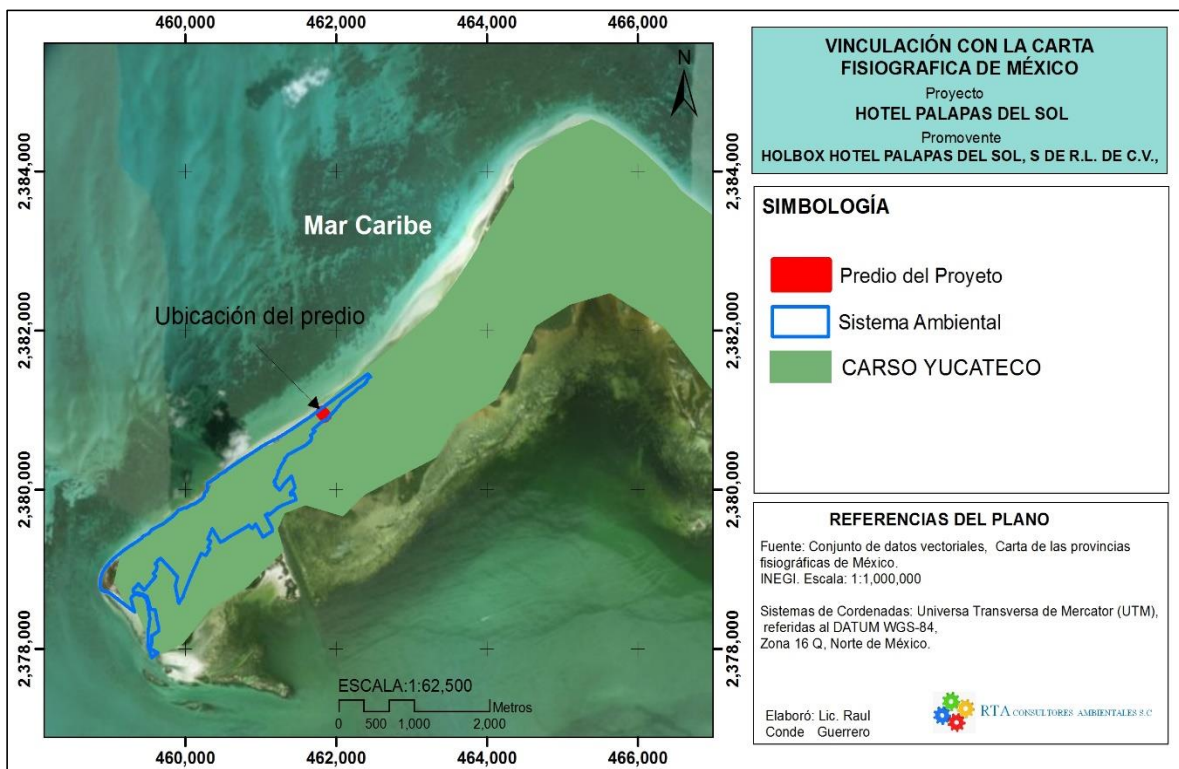 460,000 462,000 464,000 466,000
2,384,000
2,382,000
2,380,000
2,378,000
N
Mar Caribe
Ubicación del predio
ESCALA:1:62,500
Metros
0 500 1,000 2,000
2,384,000
2,382,000
2,380,000
2,378,000
460,000 462,000 464,000 466,000
VINCULACIÓN CON LA CARTA
FISIOGRAFICA DE MÉXICO
Proyecto
HOTEL PALAPAS DEL SOL
Promovente
HOLBOX HOTEL PALAPAS DEL SOL, S DE R.L. DE C.V.,
SIMBOLOGÍA
Predio del Proyeto
Sistema Ambiental
CARSO YUCATECO
REFERENCIAS DEL PLANO
Fuente: Conjunto de datos vectoriales, Carta de las provincias
fisiográficas de México.
INEGI. Escala: 1:1,000,000
Sistemas de Cordenadas: Universa Transversa de Mercator (UTM),
referidas al DATUM WGS-84,
Zona 16 Q, Norte de México.
Elaboró: Lic. Raul
Conde Guerrero
RTA CONSULTORES AMBIENTALES S.C